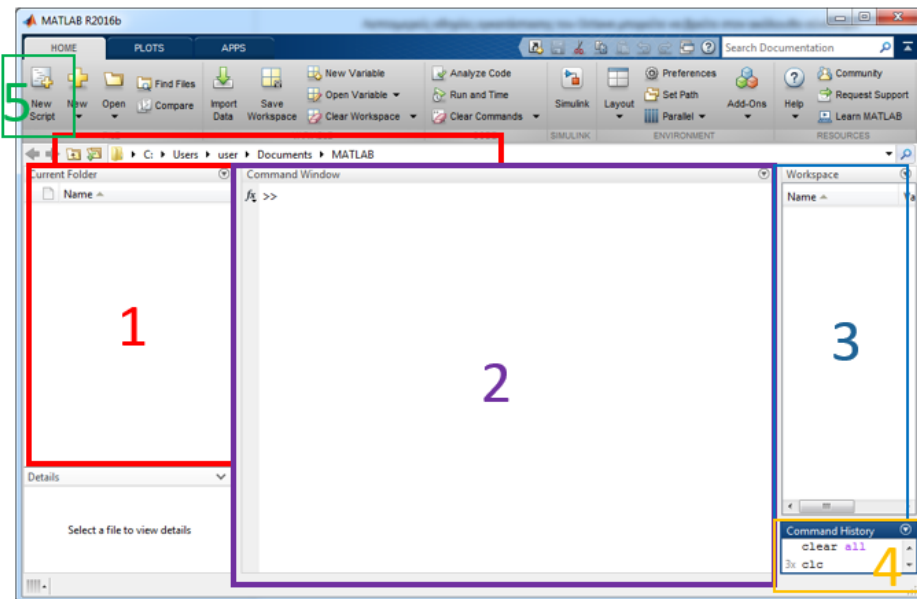 MATLAB R2016b
HOME PLOTS APPS
Search Documentation
5
New Script
New
Open
Find Files
Compare
Import Data
Save Workspace
New Variable
Open Variable
Clear Workspace
Analyze Code
Run and Time
Clear Commands
Simulink
Layout
Preferences
Set Path
Parallel
Add-Ons
Help
Community
Request Support
Learn MATLAB
SIMULINK ENVIRONMENT RESOURCES
C: Users user Documents MATLAB
Current Folder
Name
1
Details
Select a file to view details
Command Window
fx >>
2
Workspace
Name
3
Command History
clear all
3x clc
4